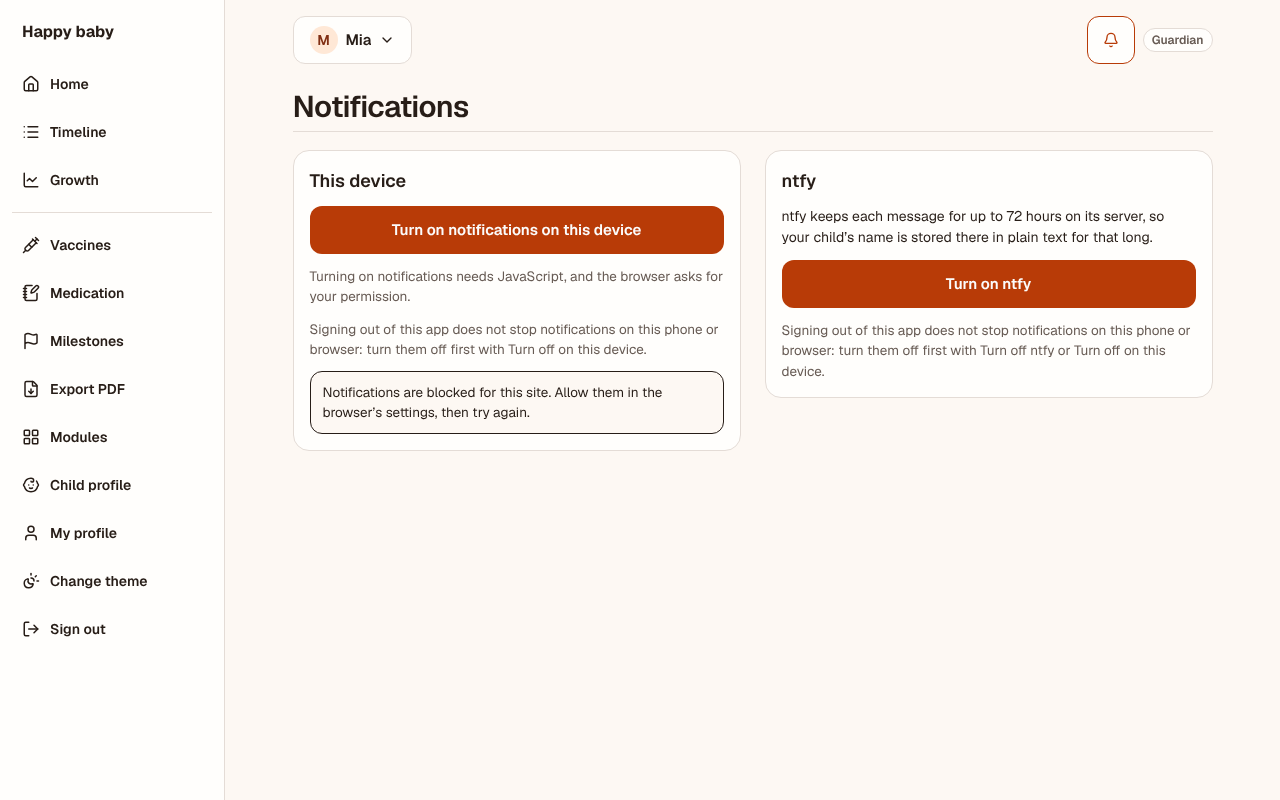 Happy baby
Home
Timeline
Growth
Vaccines
Medication
Milestones
Export PDF
Modules
Child profile
My profile
Change theme
Sign out
M Mia
Guardian
Notifications
This device
Turn on notifications on this device
Turning on notifications needs JavaScript, and the browser asks for
your permission.
Signing out of this app does not stop notifications on this phone or
browser: turn them off first with Turn off on this device.
Notifications are blocked for this site. Allow them in the
browser’s settings, then try again.
ntfy
ntfy keeps each message for up to 72 hours on its server, so
your child’s name is stored there in plain text for that long.
Turn on ntfy
Signing out of this app does not stop notifications on this phone or
browser: turn them off first with Turn off ntfy or Turn off on this
device.